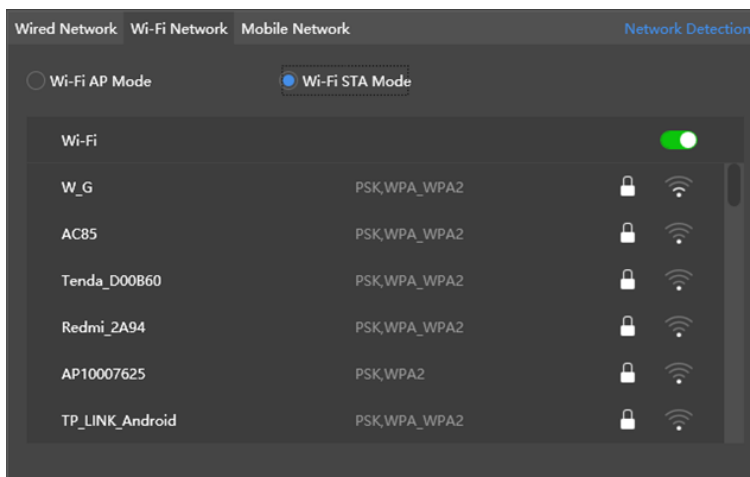 Wired Network Wi-Fi Network Mobile Network Network Detection
Wi-Fi AP Mode Wi-Fi STA Mode
Wi-Fi
W_G PSK,WPA_WPA2
AC85 PSK,WPA_WPA2
Tenda_D00B60 PSK,WPA_WPA2
Redmi_2A94 PSK,WPA_WPA2
AP10007625 PSK,WPA2
TP_LINK_Android PSK,WPA_WPA2